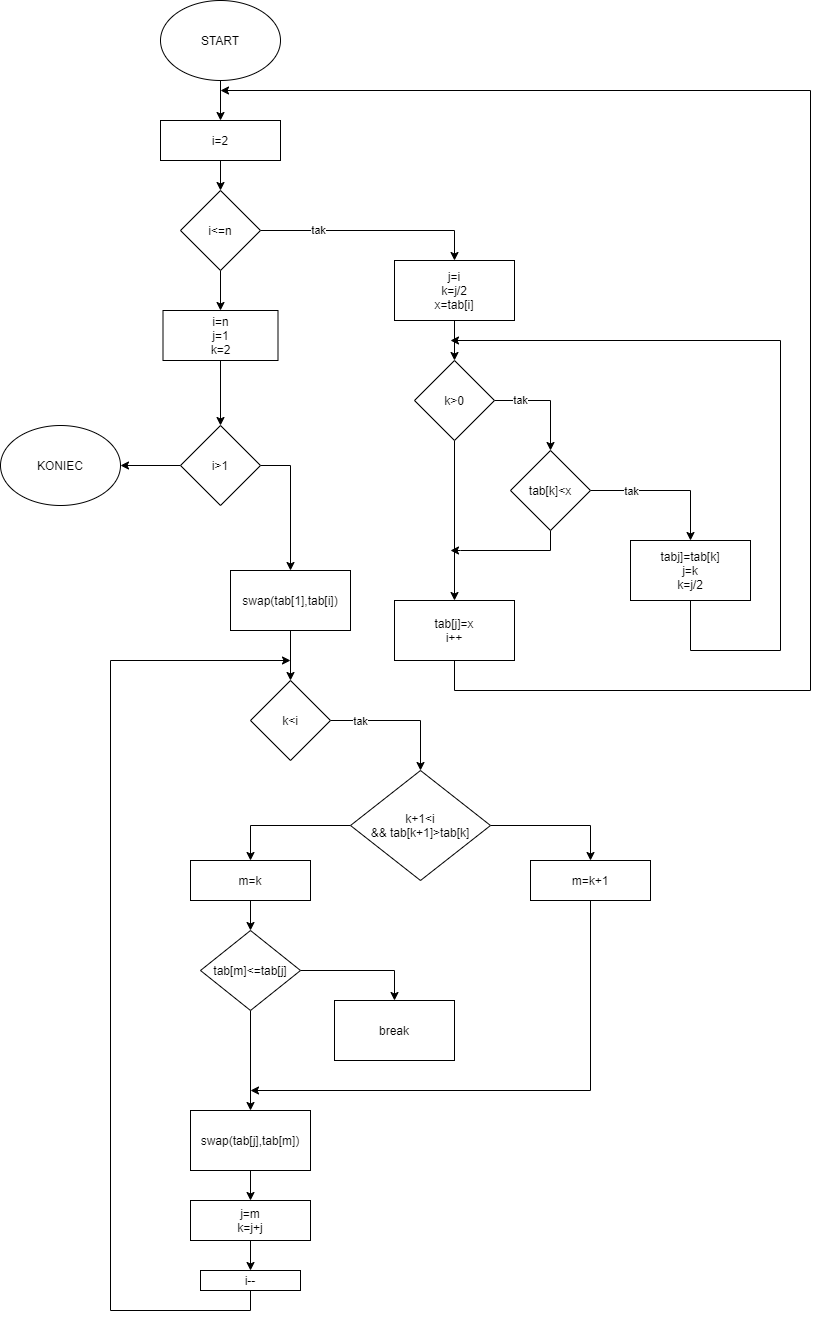 START
i=2
i<=n
tak
j=i
k=j/2
x=tab[i]
i=n
j=1
k=2
k>0
tak
KONIEC
i>1
tab[k]<x
tak
tabj]=tab[k]
j=k
k=j/2
swap(tab[1],tab[i])
tab[j]=x
i++
k<i
tak
k+1<i
&& tab[k+1]>tab[k]
m=k
m=k+1
tab[m]<=tab[j]
break
swap(tab[j],tab[m])
j=m
k=j+j
i--